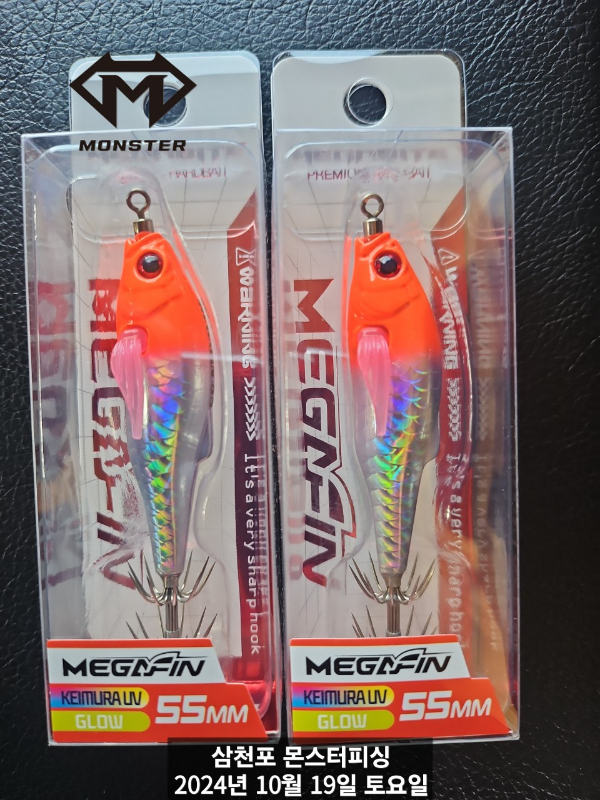 MONSTER
PREMIUM
MEGAFIN
WARNING
It's a very sharp hook
MEGAFIN
WARNING
It's a very sharp hook
MEGAFIN
KEIMURA UV
GLOW
55MM
MEGAFIN
KEIMURA UV
GLOW
55MM
삼천포 몬스터피싱
2024년 10월 19일 토요일